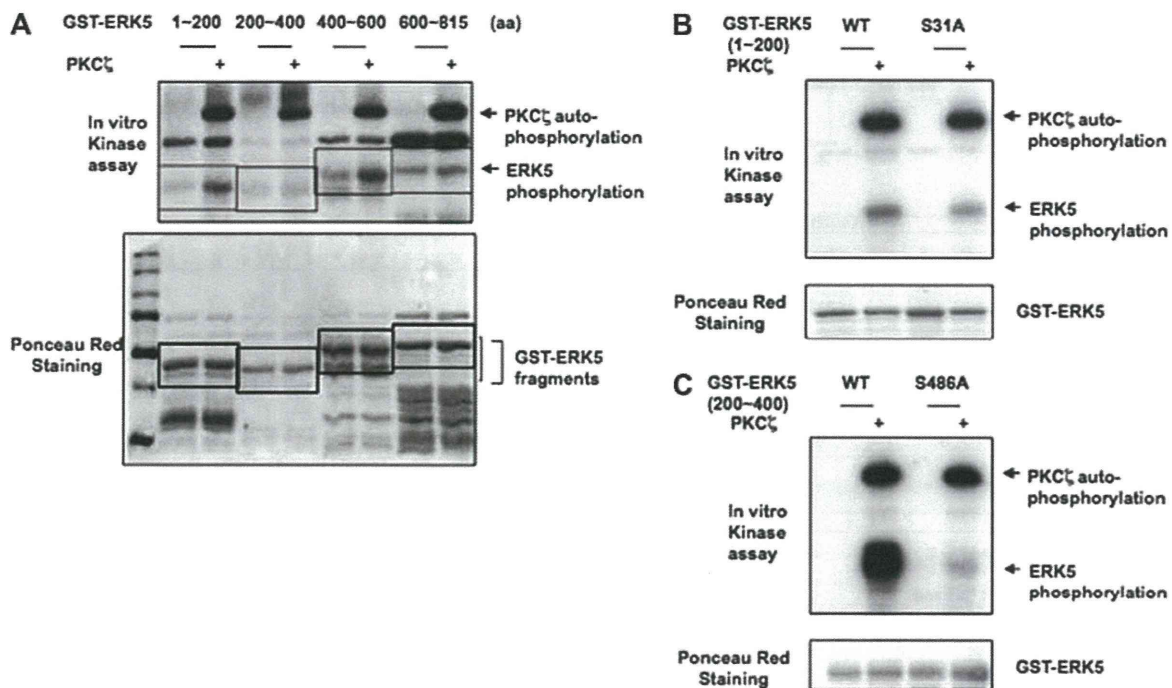 A
GST-ERK5 1~200 200~400 400~600 600~815 (aa)
PKCζ + + + +
In vitro
Kinase
assay
PKCζ auto-
phosphorylation
ERK5
phosphorylation
Ponceau Red
Staining
GST-ERK5
fragments
B
GST-ERK5 WT S31A
(1~200)
PKCζ + +
In vitro
Kinase
assay
PKCζ auto-
phosphorylation
ERK5
phosphorylation
Ponceau Red
Staining
GST-ERK5
C
GST-ERK5 WT S486A
(200~400)
PKCζ + +
In vitro
Kinase
assay
PKCζ auto-
phosphorylation
ERK5
phosphorylation
Ponceau Red
Staining
GST-ERK5